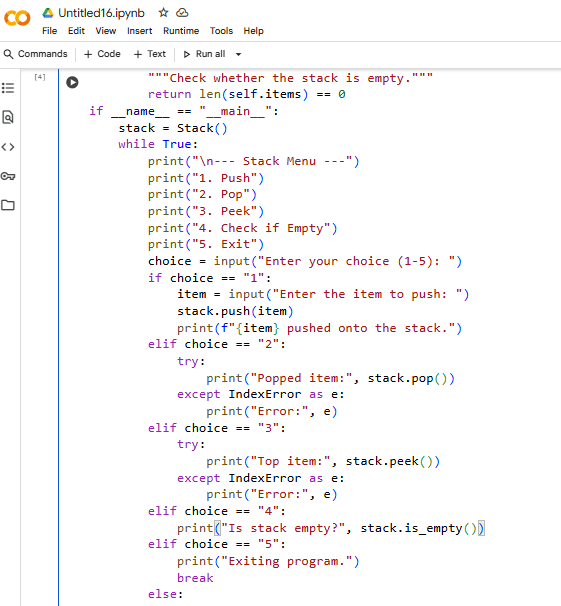 Untitled16.ipynb
File Edit View Insert Runtime Tools Help
Commands + Code + Text Run all
[4]
"""Check whether the stack is empty."""
        return len(self.items) == 0
if __name__ == "__main__":
    stack = Stack()
    while True:
        print("\n--- Stack Menu ---")
        print("1. Push")
        print("2. Pop")
        print("3. Peek")
        print("4. Check if Empty")
        print("5. Exit")
        choice = input("Enter your choice (1-5): ")
        if choice == "1":
            item = input("Enter the item to push: ")
            stack.push(item)
            print(f"{item} pushed onto the stack.")
        elif choice == "2":
            try:
                print("Popped item:", stack.pop())
            except IndexError as e:
                print("Error:", e)
        elif choice == "3":
            try:
                print("Top item:", stack.peek())
            except IndexError as e:
                print("Error:", e)
        elif choice == "4":
            print("Is stack empty?", stack.is_empty())
        elif choice == "5":
            print("Exiting program.")
            break
        else: